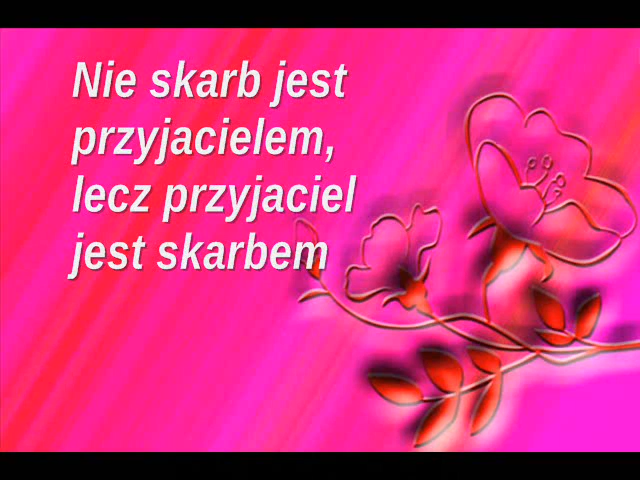 Nie skarb jest
przyjacielem,
lecz przyjaciel
jest skarbem